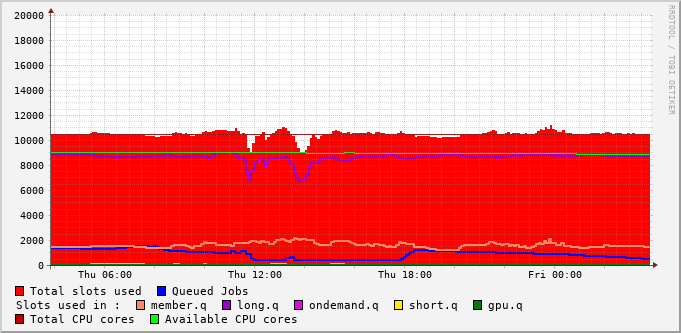 20000
18000
16000
14000
12000
10000
8000
6000
4000
2000
0
Thu 06:00 Thu 12:00 Thu 18:00 Fri 00:00
RRDTOOL / TOBI OETIKER
Total slots used Queued Jobs
Slots used in : member.q long.q ondemand.q short.q gpu.q
Total CPU cores Available CPU cores